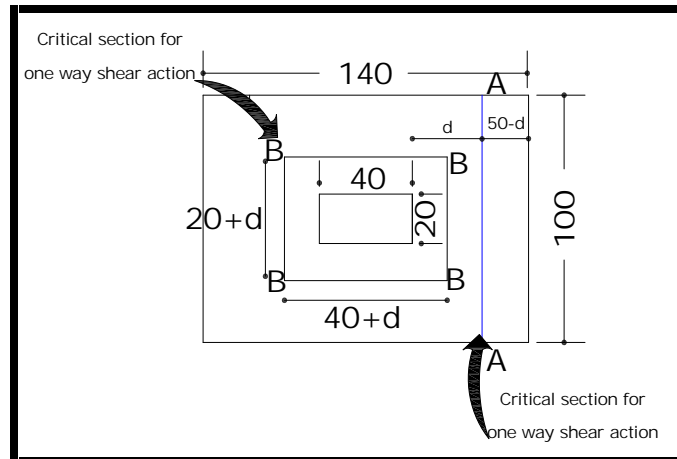 Critical section for
one way shear action
140
A
d
50-d
B
B
40
20+d
20
100
B
B
40+d
A
Critical section for
one way shear action